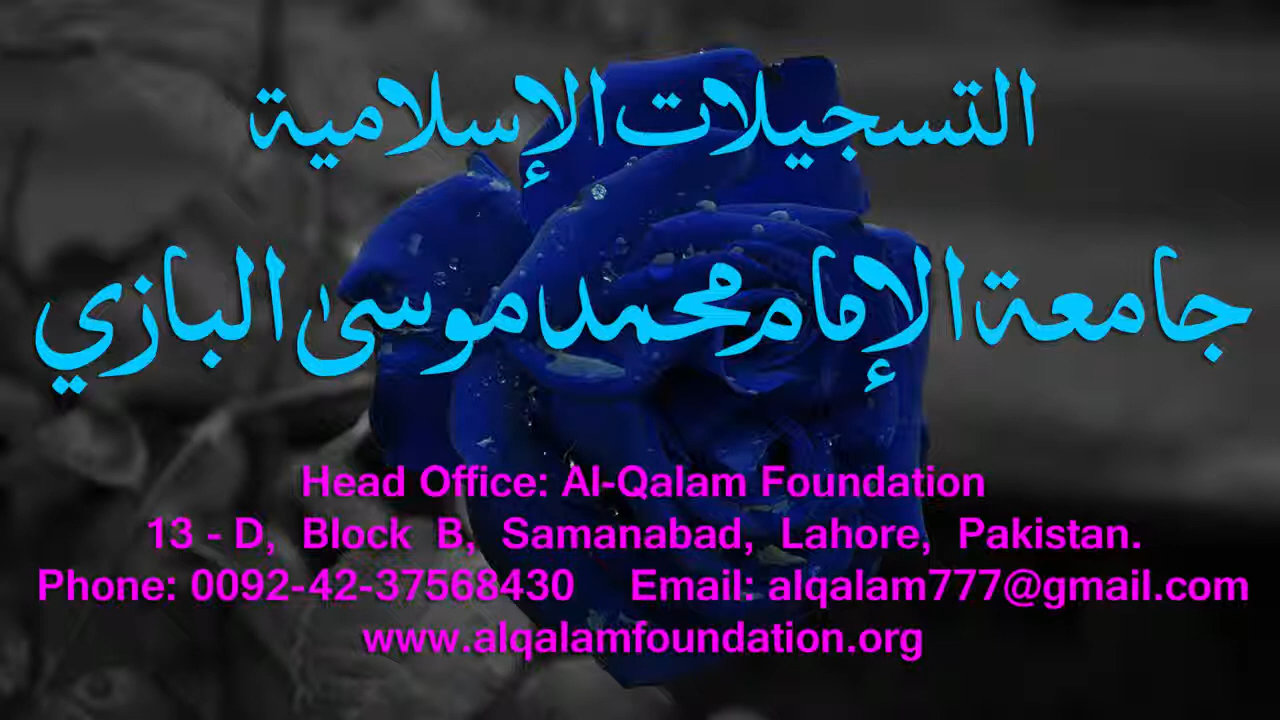 التسجيلات الإسلامية
جامعة الإمام محمد موسىٰ البازي
Head Office: Al-Qalam Foundation
13 - D, Block B, Samanabad, Lahore, Pakistan.
Phone: 0092-42-37568430 Email: alqalam777@gmail.com
www.alqalamfoundation.org